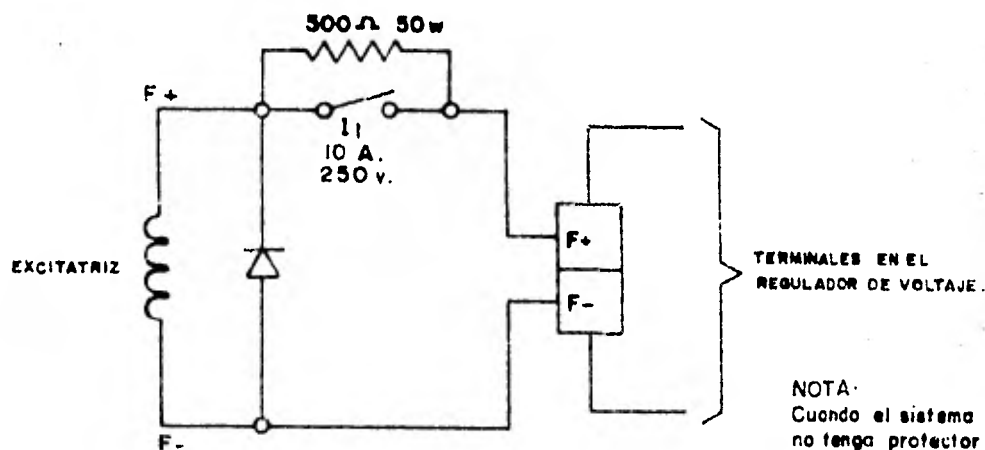 500 Ω 50 w
F +
I1
10 A.
250 v.
EXCITATRIZ
F+
F-
TERMINALES EN EL
REGULADOR DE VOLTAJE.
F-
NOTA·
Cuando el sistema
no tenga protector